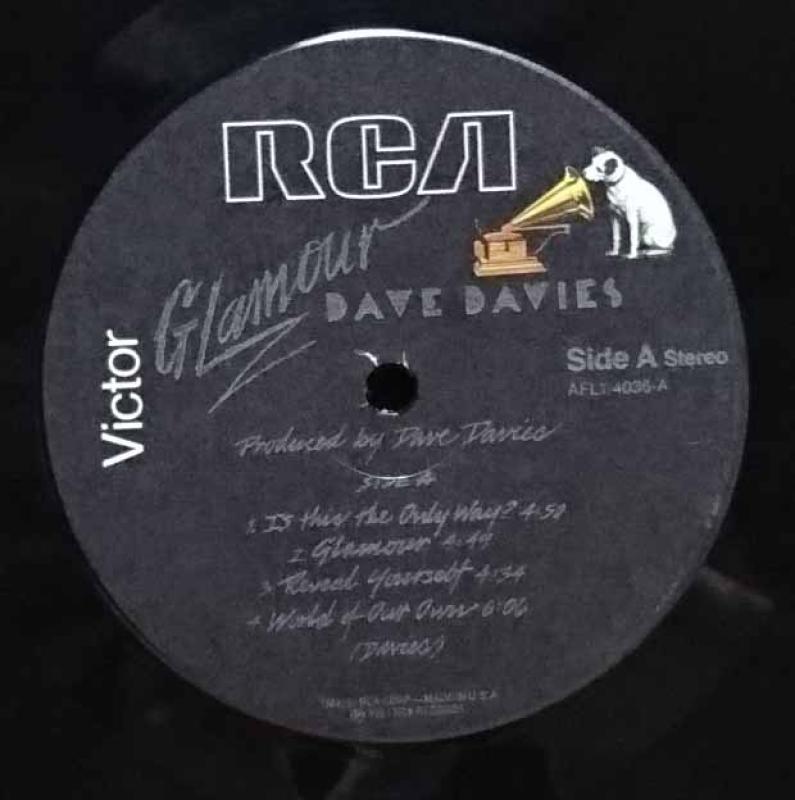 RCA
Glamour
DAVE DAVIES
Victor
Side A Stereo
AFL1-4036-A
Produced by Dave Davies
SIDE A
1. Is this the Only Way? 4:50
2. Glamour 4:49
3. Reveal Yourself 4:34
4. World of Our Own 6:06
(Davies)